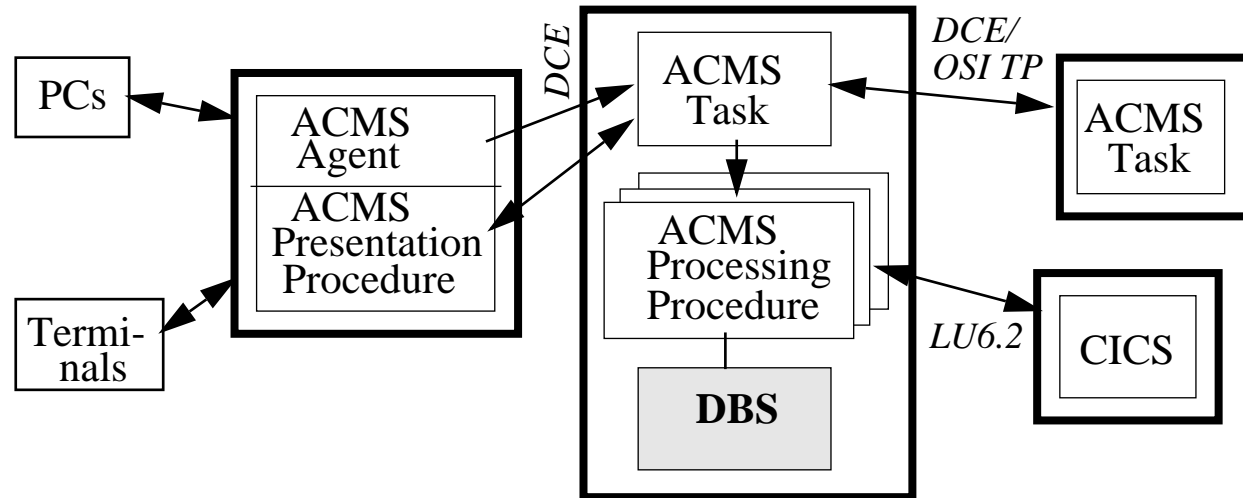 PCs
Termi-
nals
ACMS
Agent
ACMS
Presentation
Procedure
DCE
ACMS
Task
ACMS
Processing
Procedure
DBS
DCE/
OSI TP
ACMS
Task
LU6.2
CICS